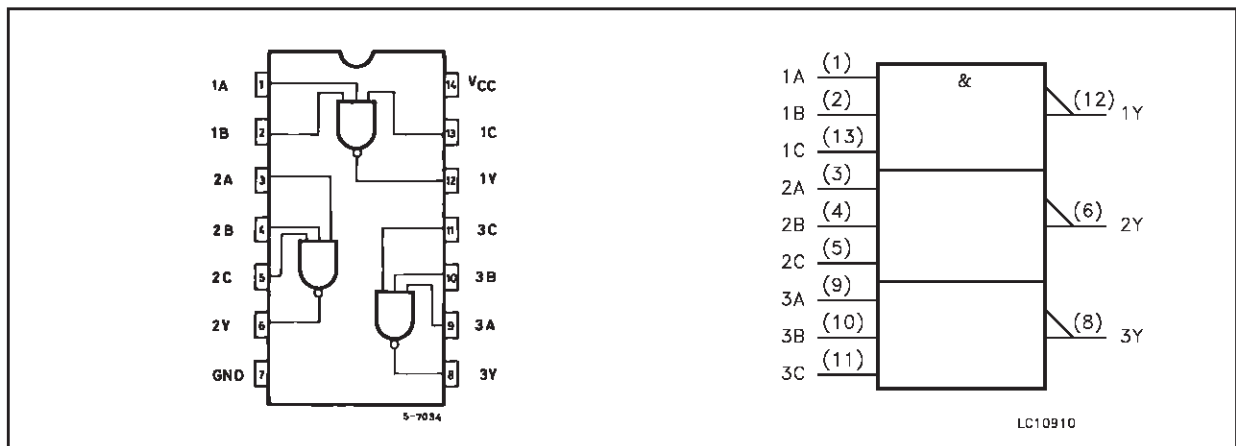 1A 1
1B 2
2A 3
2B 4
2C 5
2Y 6
GND 7
14 VCC
13 1C
12 1Y
11 3C
10 3B
9 3A
8 3Y
S-7034
1A (1)
1B (2)
1C (13)
2A (3)
2B (4)
2C (5)
3A (9)
3B (10)
3C (11)
&
(12) 1Y
(6) 2Y
(8) 3Y
LC10910